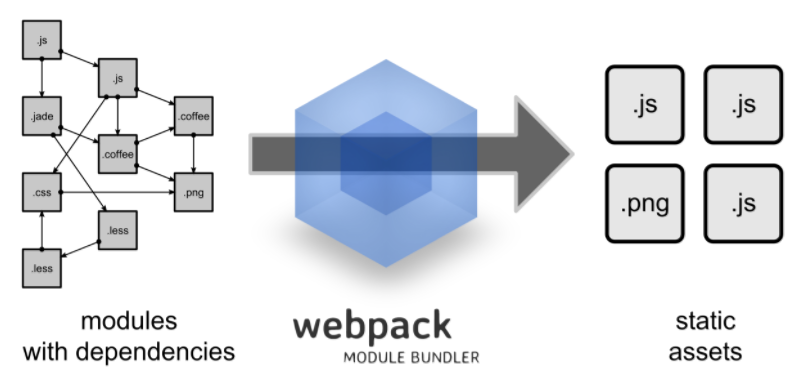 .js
.js
.jade
.coffee
.coffee
.css
.png
.less
.less
modules
with dependencies
webpack
MODULE BUNDLER
.js
.js
.png
.js
static
assets